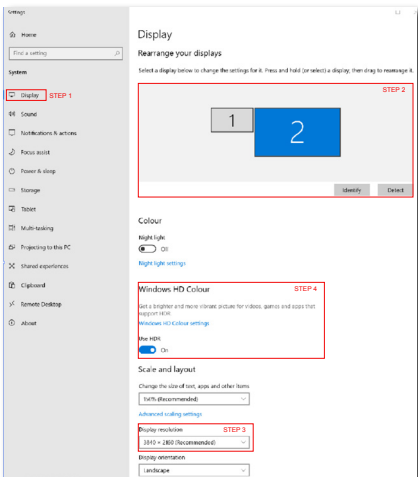 Settings
Home
Find a setting
System
Display STEP 1
Sound
Notifications & actions
Focus assist
Power & sleep
Storage
Tablet
Multi-tasking
Projecting to this PC
Shared experiences
Clipboard
Remote Desktop
About
Display
Rearrange your displays
Select a display below to change the settings for it. Press and hold (or select) a display, then drag to rearrange it.
STEP 2
1
2
Identify Detect
Colour
Night light
Off
Night light settings
Windows HD Colour STEP 4
Get a brighter and more vibrant picture for videos, games and apps that
support HDR
Windows HD Colour settings
Use HDR
On
Scale and layout
Change the size of text, apps and other items
(Recommended)
Advanced scaling settings
Display resolution STEP 3
3840 × 2160 (Recommended)
Display orientation
Landscape